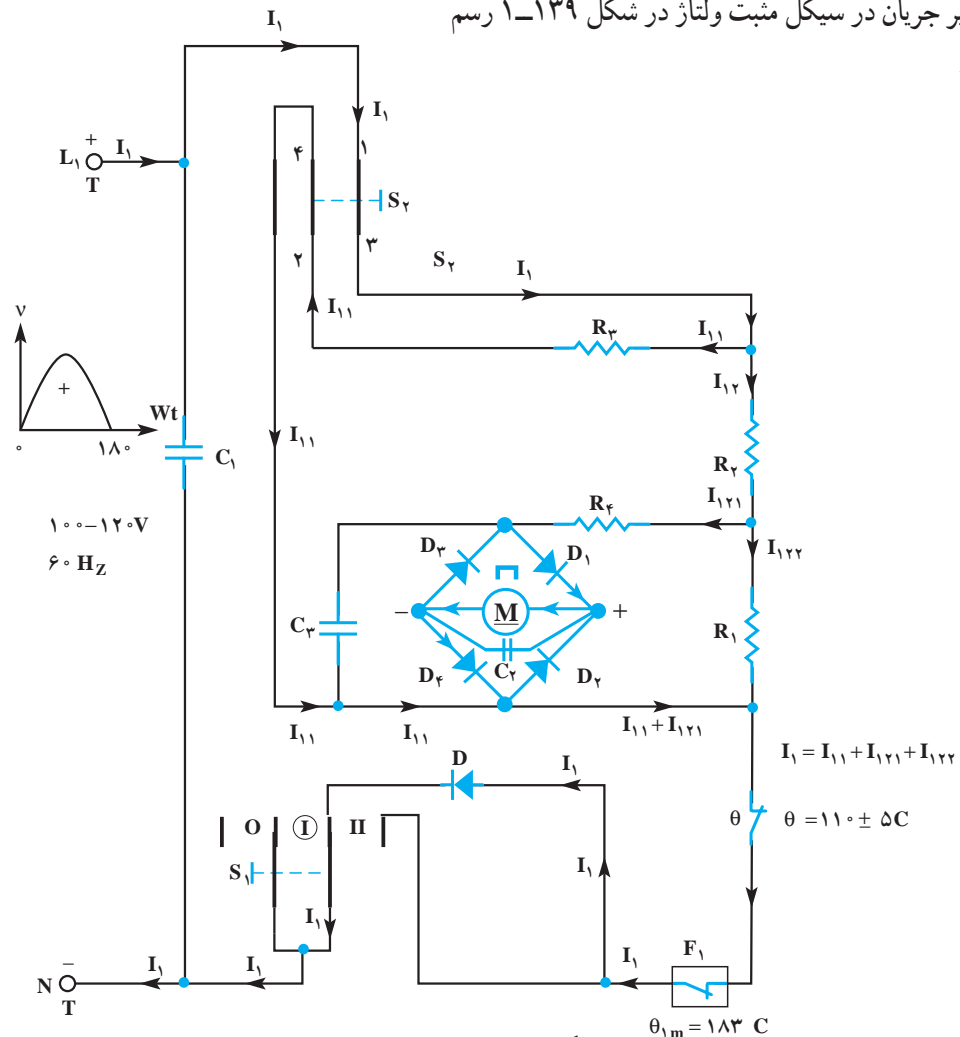 یر جریان در سیکل مثبت ولتاژ در شکل ۱۳۹–۱ رسم
I۱
I۱
+
L۱ I۱
T
۴ ۱
S۲
۲ ۳
S۲ I۱
I۱۱
R۳ I۱۱
I۱۲
ν
+
Wt
۰ ۱۸۰
I۱۱
C۱
R۲
I۱۲۱
R۴
۱۰۰–۱۲۰V
۶۰ HZ
D۳ D۱
I۱۲۲
C۳ – M + R۱
C۲
D۴ D۲
I۱۱ I۱۱ I۱۱+I۱۲۱
I۱=I۱۱+I۱۲۱+I۱۲۲
D I۱
θ θ =۱۱۰± ۵C
O I II
S۱
I۱
I۱
F۱
–
N I۱ I۱ I۱
T
θ۱m = ۱۸۳ C